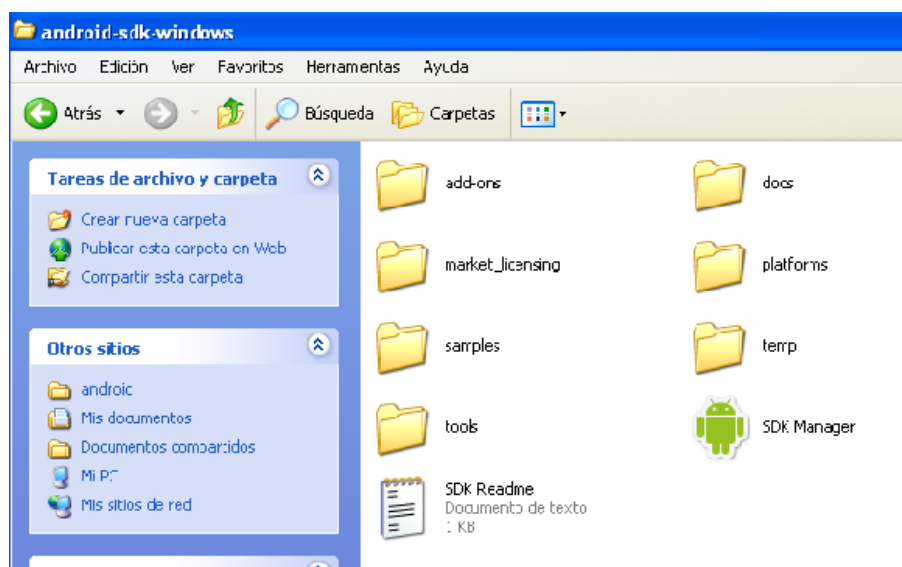 android-sdk-windows
Archivo Edición Ver Favoritos Herramientas Ayuda
Atrás Búsqueda Carpetas
Tareas de archivo y carpeta
Crear nueva carpeta
Publicar esta carpeta en Web
Compartir esta carpeta
Otros sitios
android
Mis documentos
Documentos compartidos
Mi PC
Mis sitios de red
add-ons
docs
market_licensing
platforms
samples
temp
tools
SDK Manager
SDK Readme
Documento de texto
1 KB